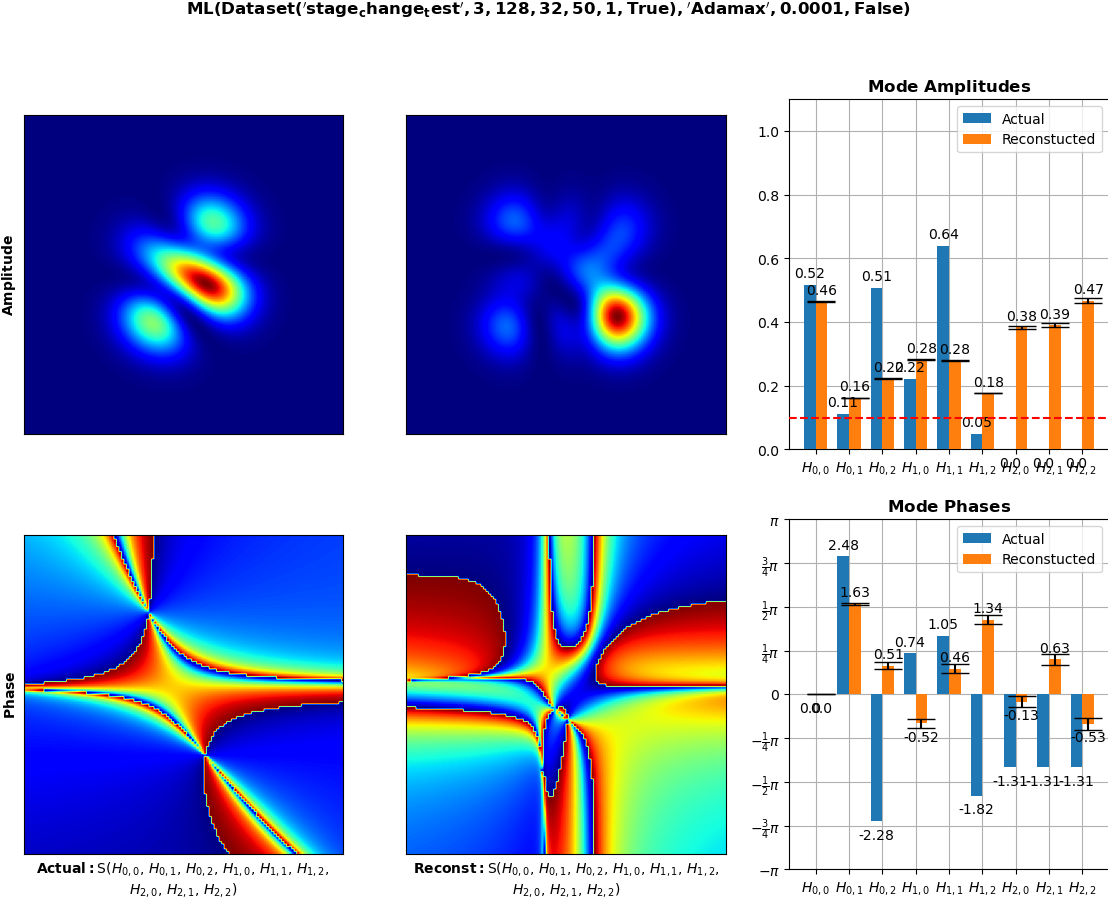 ML(Dataset('stage_change_test', 3, 128, 32, 50, 1, True), 'Adamax', 0.0001, False)
Amplitude
Mode Amplitudes
Actual
Reconstucted
1.0
0.8
0.6
0.4
0.2
0.0
0.52
0.46
0.11
0.16
0.51
0.22
0.22
0.28
0.64
0.28
0.05
0.18
0.0
0.38
0.0
0.39
0.0
0.47
H0,0 H0,1 H0,2 H1,0 H1,1 H1,2 H2,0 H2,1 H2,2
Phase
Actual: S(H0,0, H0,1, H0,2, H1,0, H1,1, H1,2,
H2,0, H2,1, H2,2)
Reconst: S(H0,0, H0,1, H0,2, H1,0, H1,1, H1,2,
H2,0, H2,1, H2,2)
Mode Phases
Actual
Reconstucted
π
3/4π
1/2π
1/4π
0
−1/4π
−1/2π
−3/4π
−π
0.0
0.0
2.48
1.63
-2.28
0.51
0.74
-0.52
1.05
0.46
-1.82
1.34
-1.31
-0.13
-1.31
0.63
-1.31
-0.53
H0,0 H0,1 H0,2 H1,0 H1,1 H1,2 H2,0 H2,1 H2,2